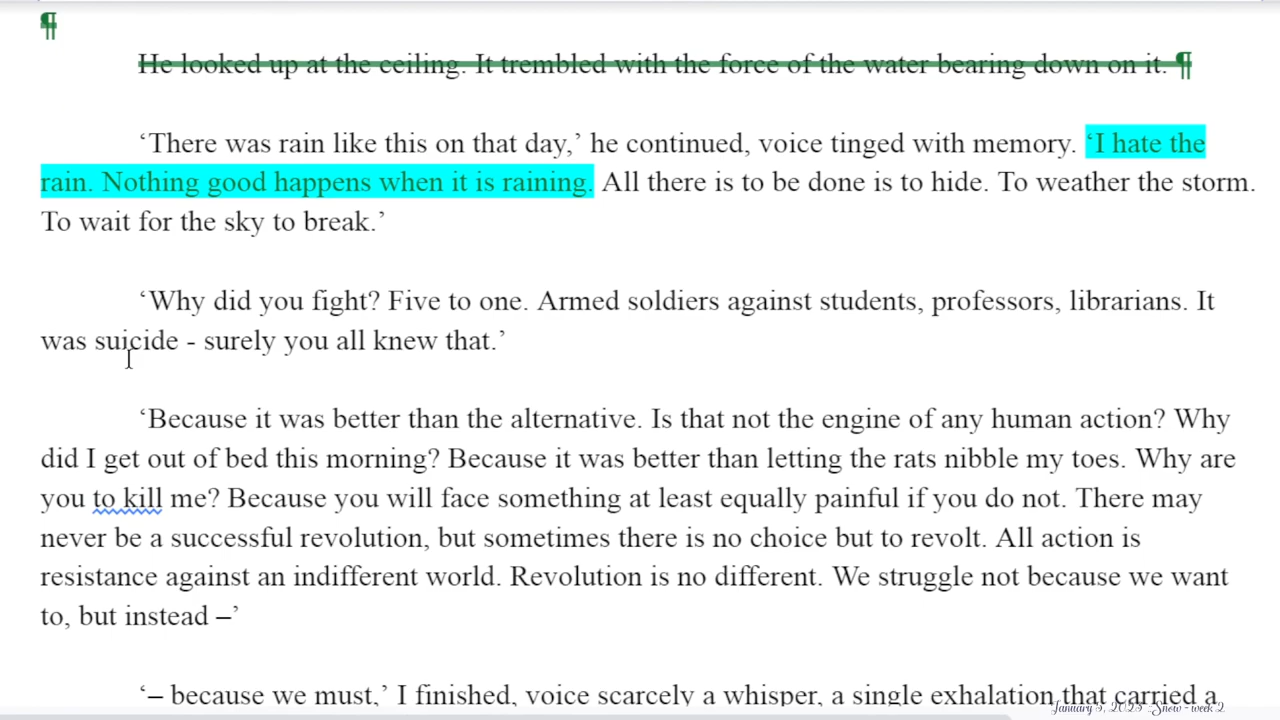 ¶
He looked up at the ceiling. It trembled with the force of the water bearing down on it. ¶
‘There was rain like this on that day,’ he continued, voice tinged with memory. ‘I hate the
rain. Nothing good happens when it is raining. All there is to be done is to hide. To weather the storm.
To wait for the sky to break.’
‘Why did you fight? Five to one. Armed soldiers against students, professors, librarians. It
was suicide - surely you all knew that.’
‘Because it was better than the alternative. Is that not the engine of any human action? Why
did I get out of bed this morning? Because it was better than letting the rats nibble my toes. Why are
you to kill me? Because you will face something at least equally painful if you do not. There may
never be a successful revolution, but sometimes there is no choice but to revolt. All action is
resistance against an indifferent world. Revolution is no different. We struggle not because we want
to, but instead –’
‘– because we must,’ I finished, voice scarcely a whisper, a single exhalation that carried a
January 5, 2023 Snow - week 2